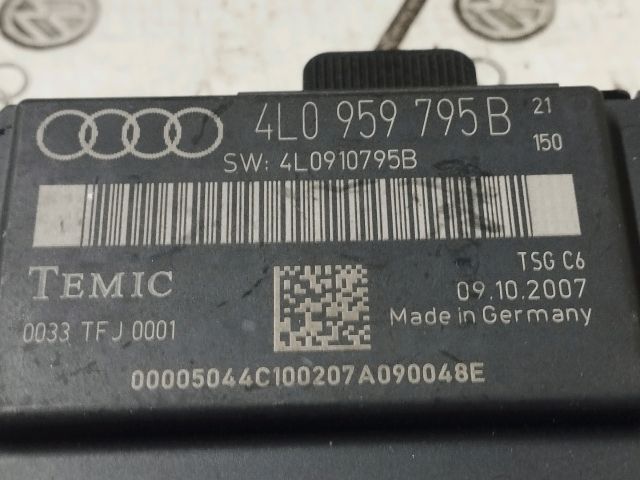 4L0 959 795B 21
150
SW: 4L0910795B
TEMIC
TSG C6
09.10.2007
0033 TFJ 0001
Made in Germany
00005044C100207A090048E